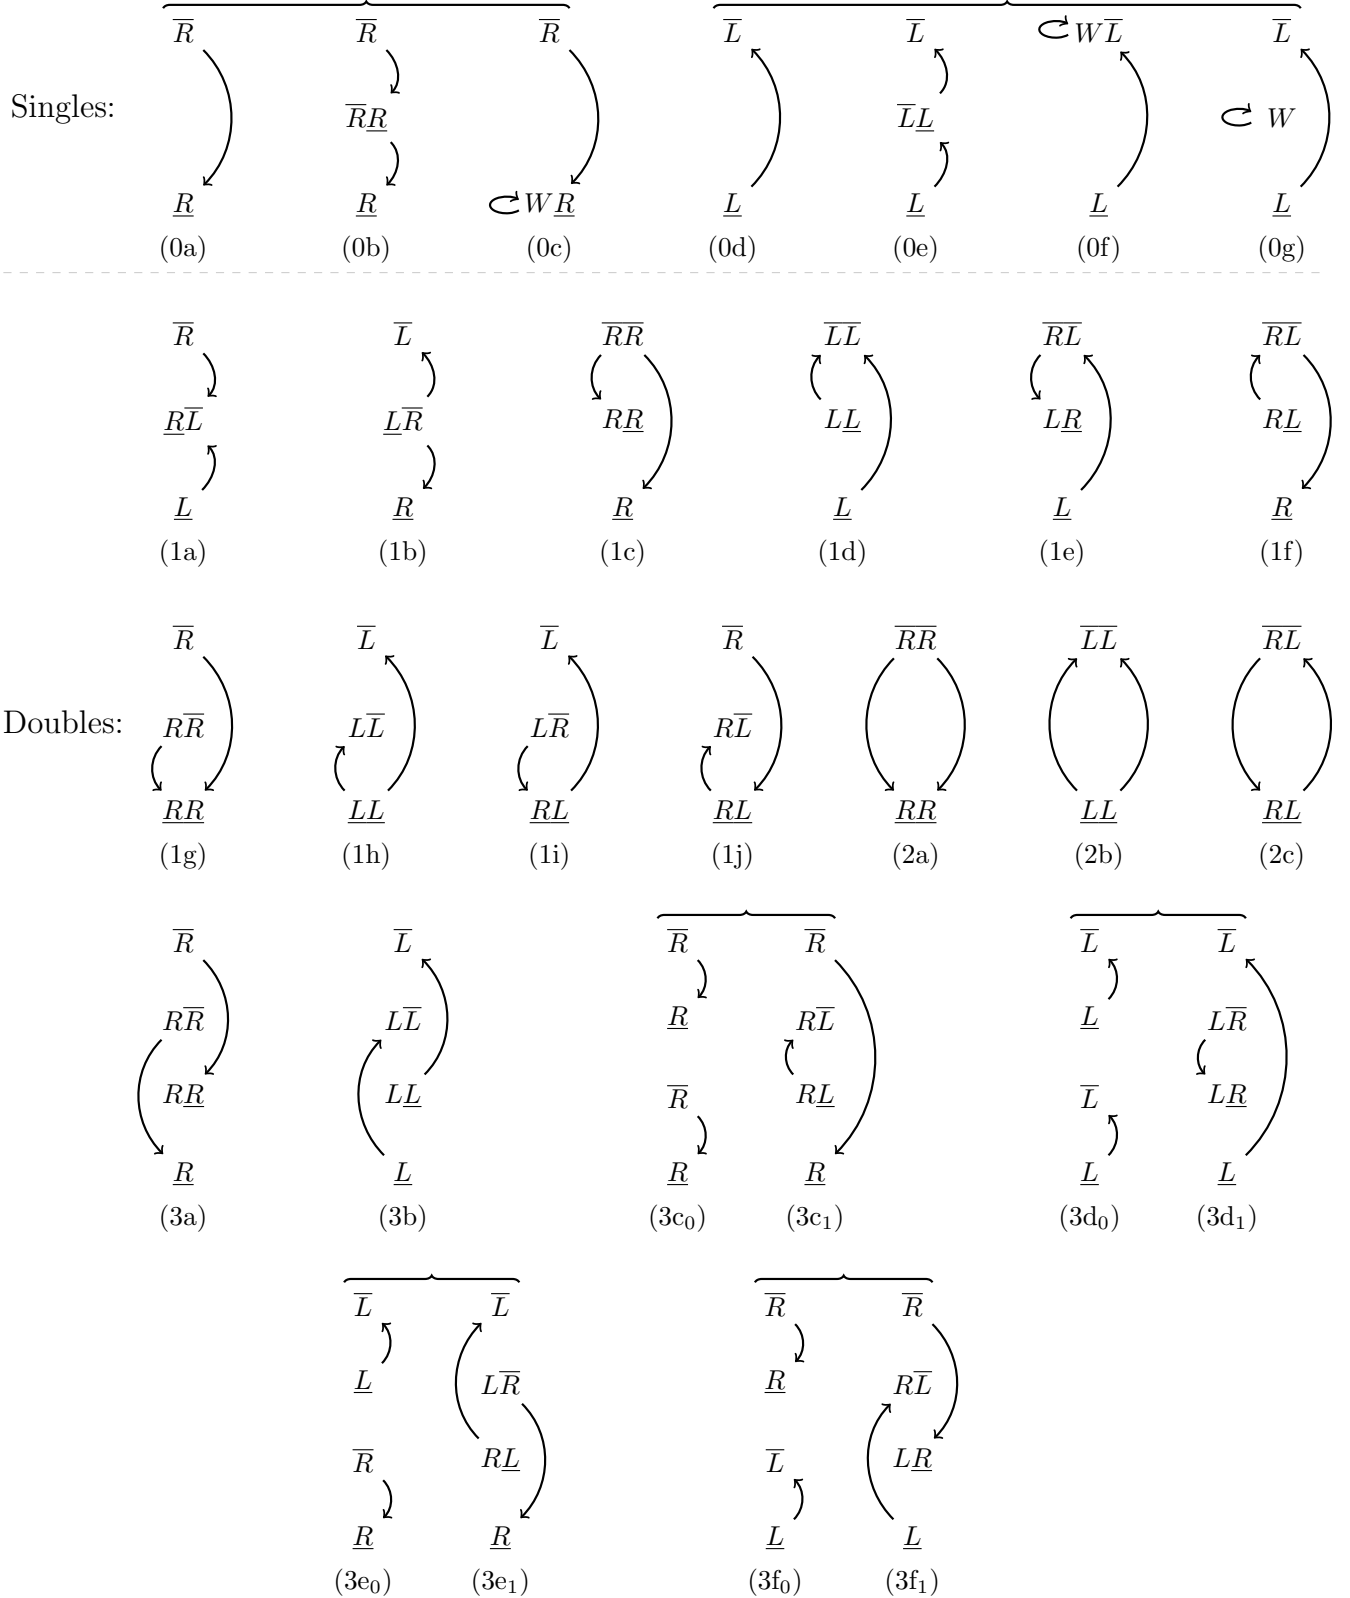 R̅ R̅ R̅ L̅ L̅ WL̅ L̅
Singles: R̅R̲ L̅L̲ W
R̲ R̲ WR̲ L̲ L̲ L̲ L̲
(0a) (0b) (0c) (0d) (0e) (0f) (0g)
R̅ L̅ R̅R̅ L̅L̅ R̅L̅ R̅L̅
R̲L̅ L̲R̅ RR̲ LL̲ LR̲ RL̲
L̲ R̲ R̲ L̲ L̲ R̲
(1a) (1b) (1c) (1d) (1e) (1f)
R̅ L̅ L̅ R̅ R̅R̅ L̅L̅ R̅L̅
Doubles: RR̅ LL̅ LR̅ RL̅
R̲R̲ L̲L̲ R̲L̲ R̲L̲ R̲R̲ L̲L̲ R̲L̲
(1g) (1h) (1i) (1j) (2a) (2b) (2c)
R̅ L̅ R̅ R̅ L̅ L̅
RR̅ LL̅ R̲ RL̅ L̲ LR̅
RR̲ LL̲ R̅ RL̲ L̅ LR̲
R̲ L̲ R̲ R̲ L̲ L̲
(3a) (3b) (3c₀) (3c₁) (3d₀) (3d₁)
L̅ L̅ R̅ R̅
L̲ LR̅ R̲ RL̅
R̅ RL̲ L̅ LR̲
R̲ R̲ L̲ L̲
(3e₀) (3e₁) (3f₀) (3f₁)